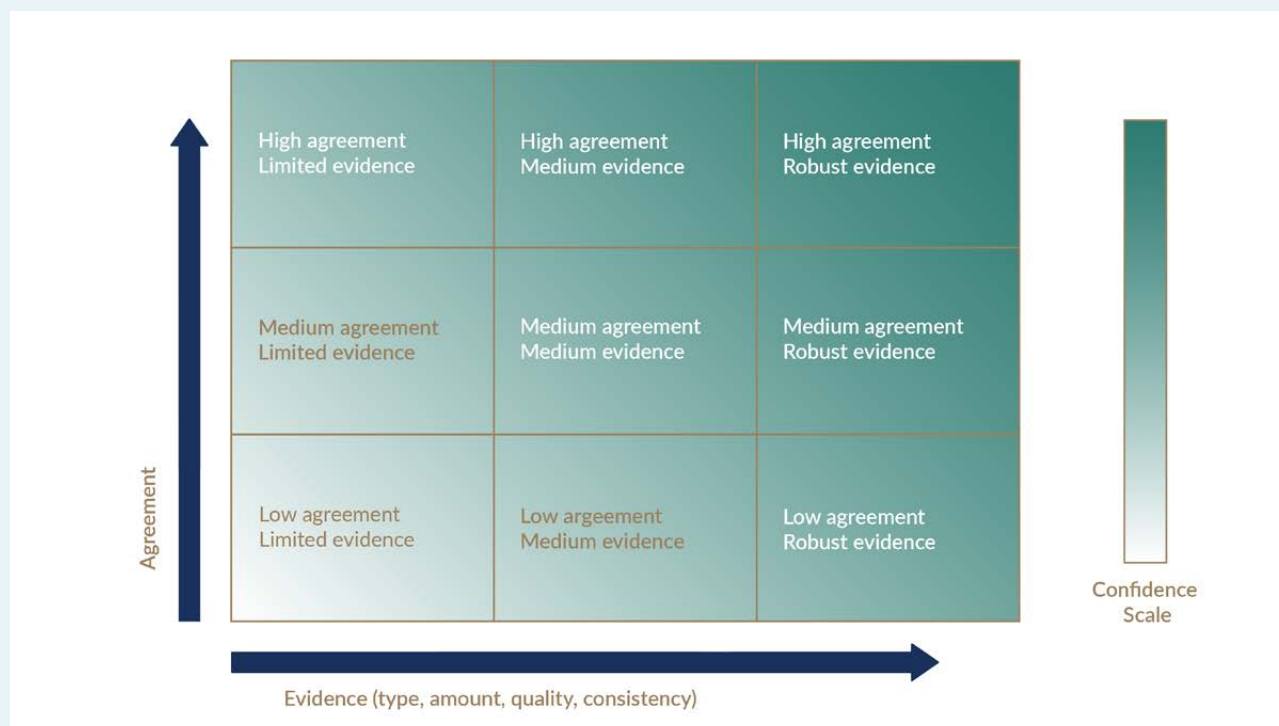 High agreement
Limited evidence
High agreement
Medium evidence
High agreement
Robust evidence
Medium agreement
Limited evidence
Medium agreement
Medium evidence
Medium agreement
Robust evidence
Low agreement
Limited evidence
Low argeement
Medium evidence
Low agreement
Robust evidence
Agreement
Evidence (type, amount, quality, consistency)
Confidence
Scale